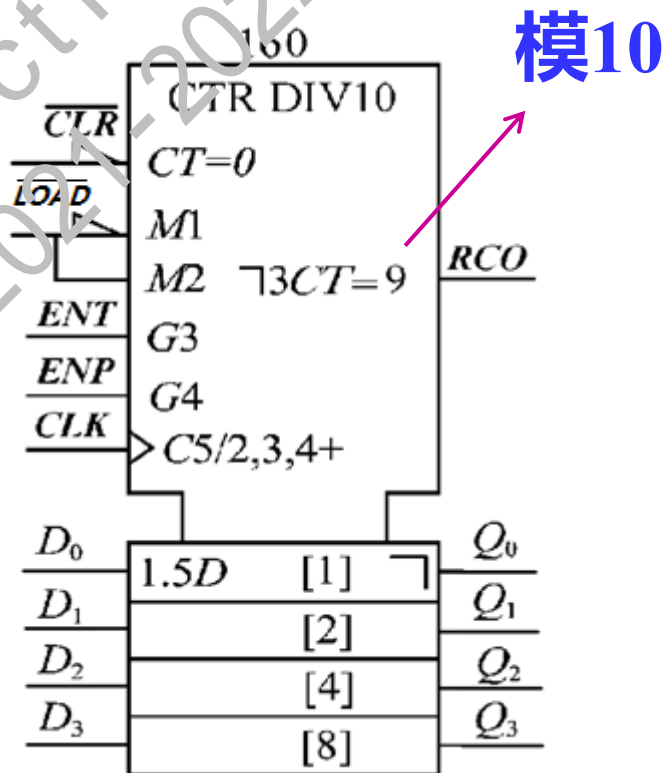 160
模10
CTR DIV10
CLR
CT=0
LOAD
M1
M2
ㄱ3CT=9
RCO
ENT
G3
ENP
G4
CLK
C5/2,3,4+
D₀
1.5D
[1]
ㄱ
Q₀
D₁
[2]
Q₁
D₂
[4]
Q₂
D₃
[8]
Q₃